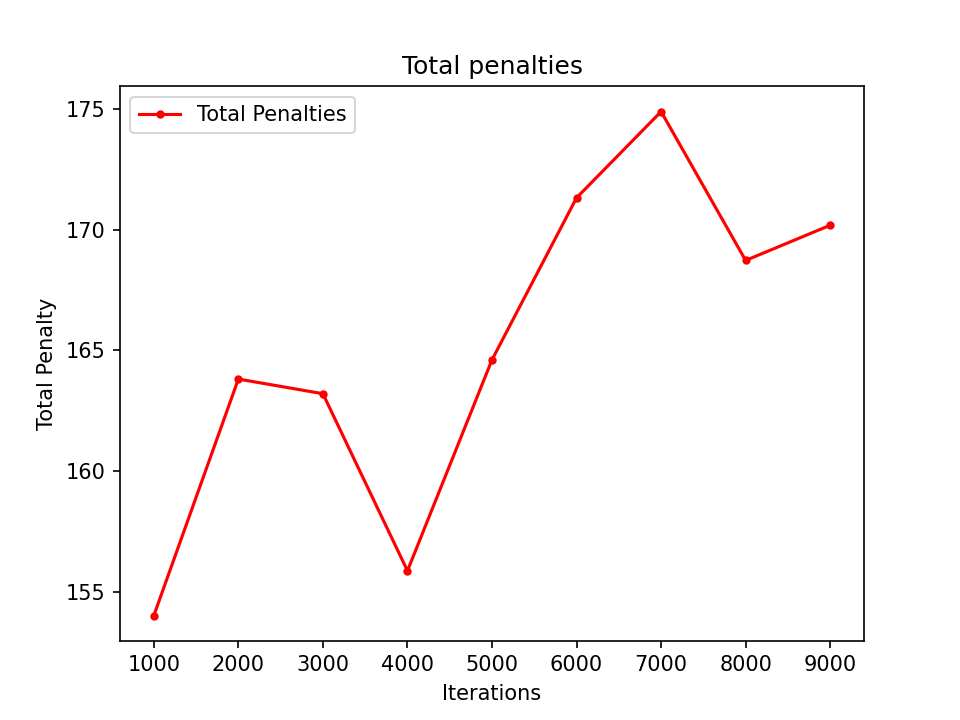 Total penalties
Total Penalties
175
170
165
160
155
Total Penalty
1000 2000 3000 4000 5000 6000 7000 8000 9000
Iterations